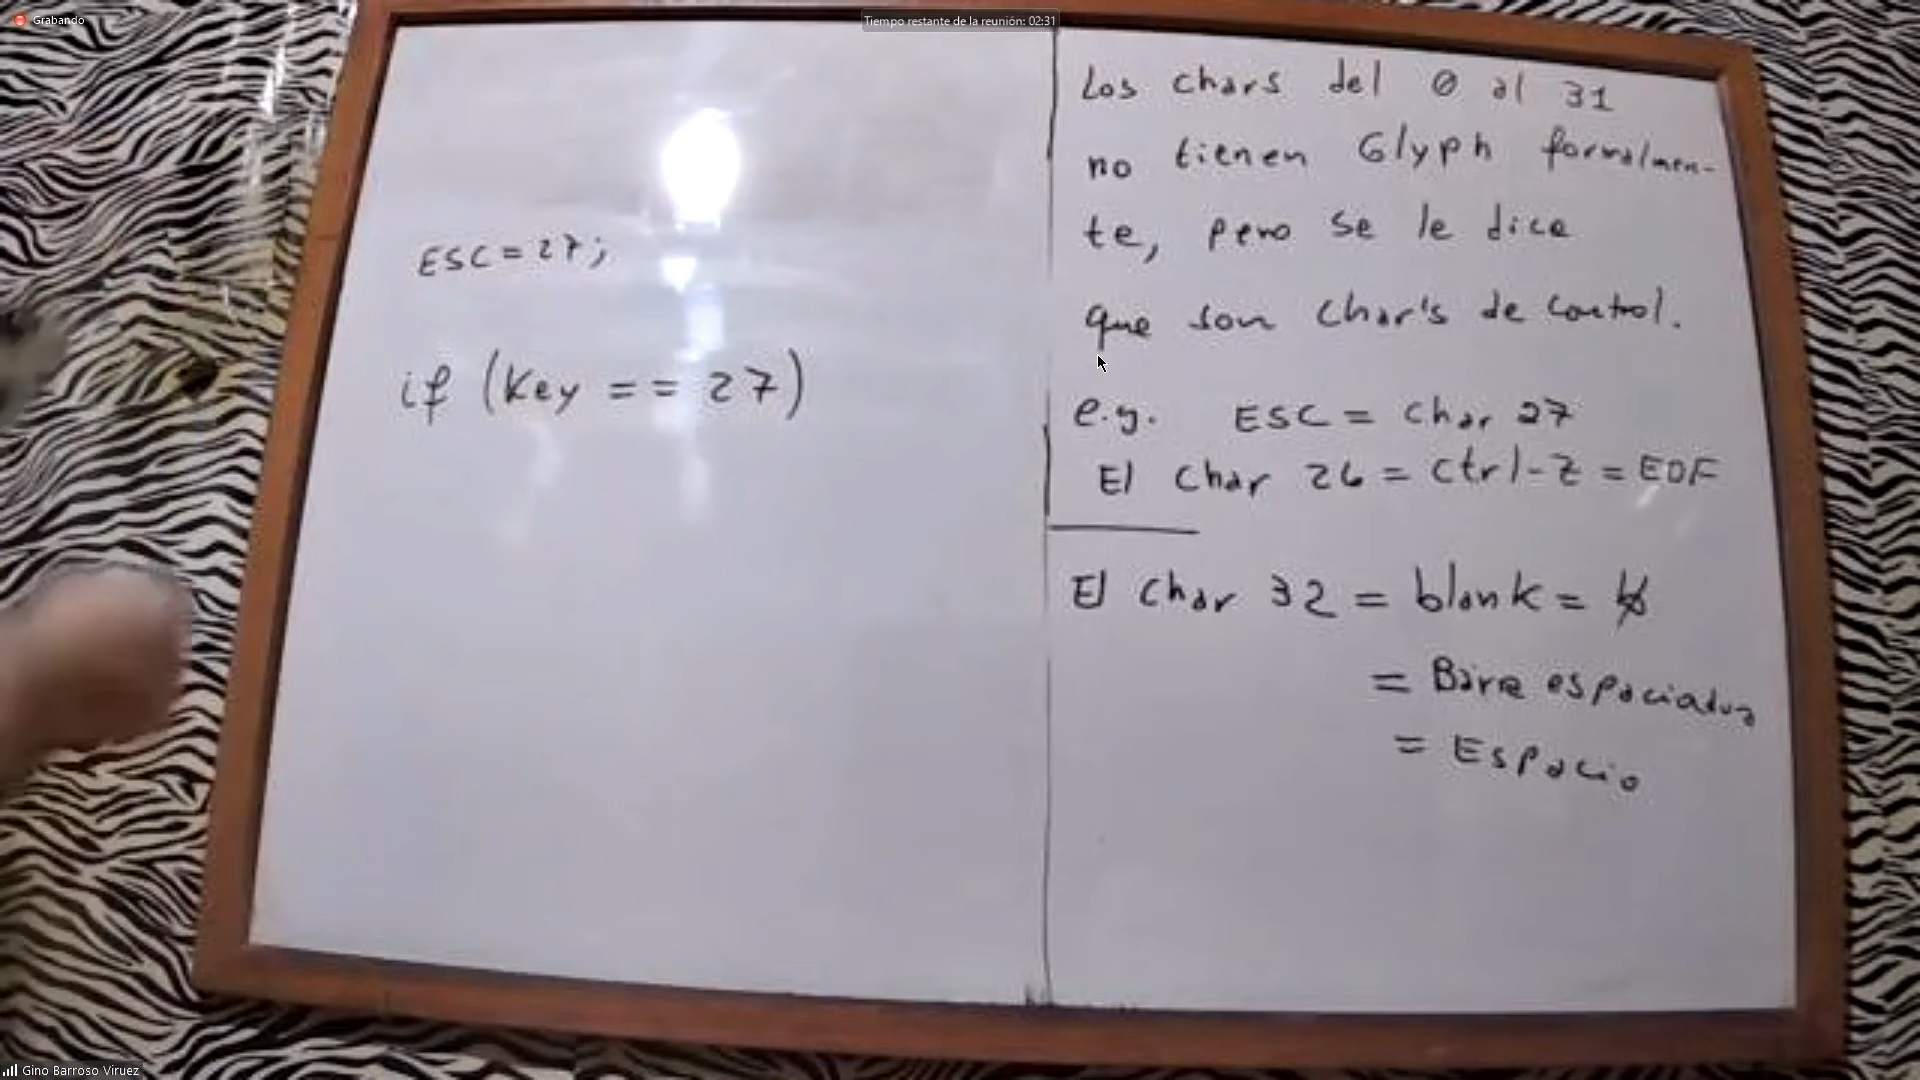 Grabando
Tiempo restante de la reunión: 02:31
ESC = 27;
if (Key == 27)
Los chars del 0 al 31
no tienen Glyph formalmen-
te, pero se le dice
que son char's de control.
e.g. ESC = Char 27
El Char 26 = Ctrl-Z = EOF
El Char 32 = blank = ƀ
= Barra espaciadora
= Espacio
Gino Barroso Viruez